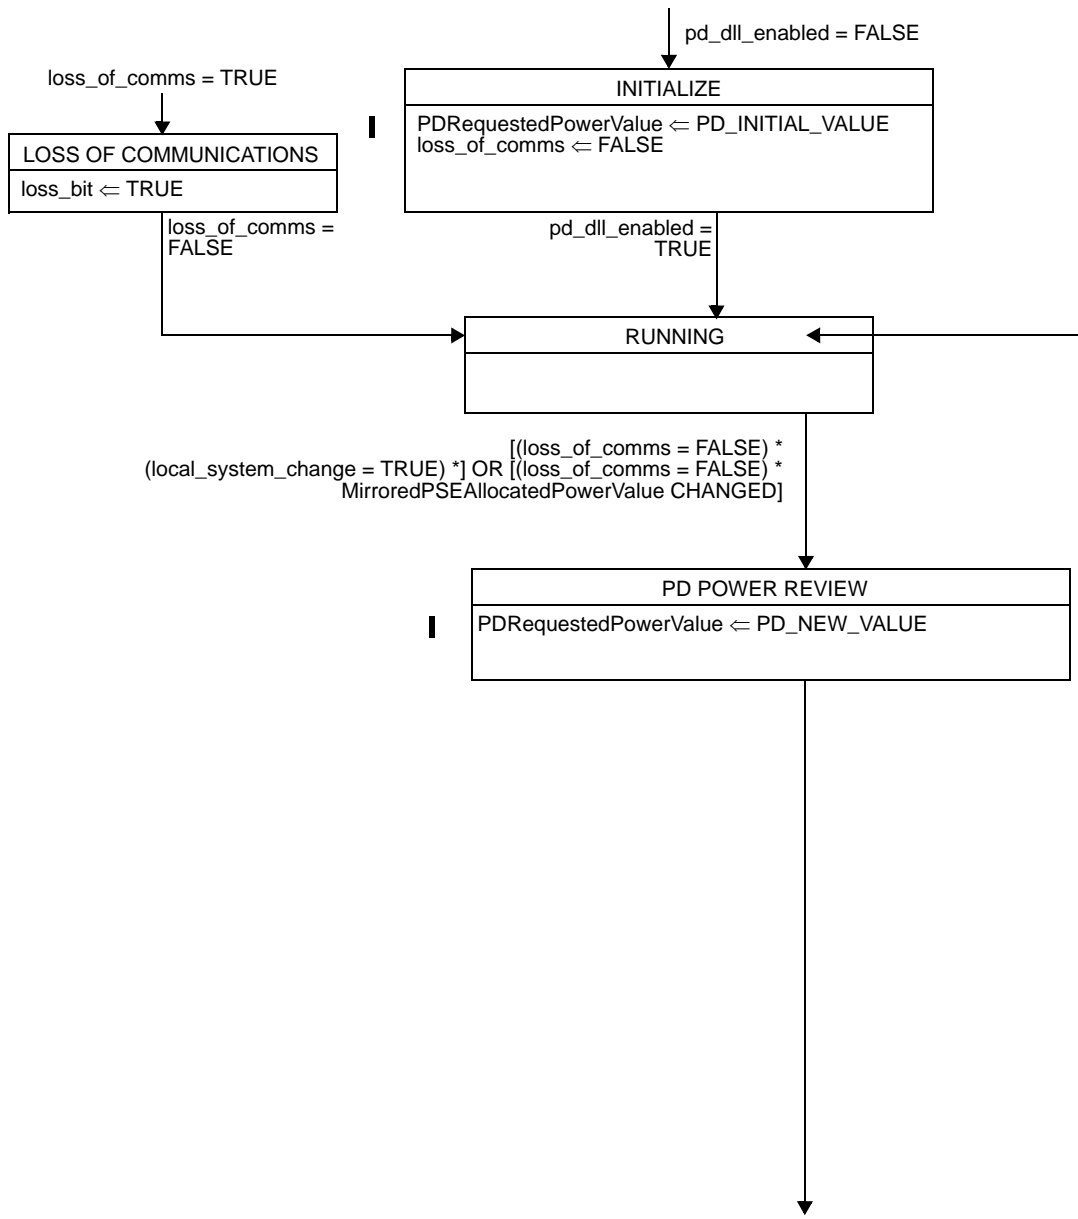 pd_dll_enabled = FALSE
loss_of_comms = TRUE
INITIALIZE
PDRequestedPowerValue ⇐ PD_INITIAL_VALUE
loss_of_comms ⇐ FALSE
LOSS OF COMMUNICATIONS
loss_bit ⇐ TRUE
loss_of_comms =
FALSE
pd_dll_enabled =
TRUE
RUNNING
[(loss_of_comms = FALSE) *
(local_system_change = TRUE) *] OR [(loss_of_comms = FALSE) *
MirroredPSEAllocatedPowerValue CHANGED]
PD POWER REVIEW
PDRequestedPowerValue ⇐ PD_NEW_VALUE